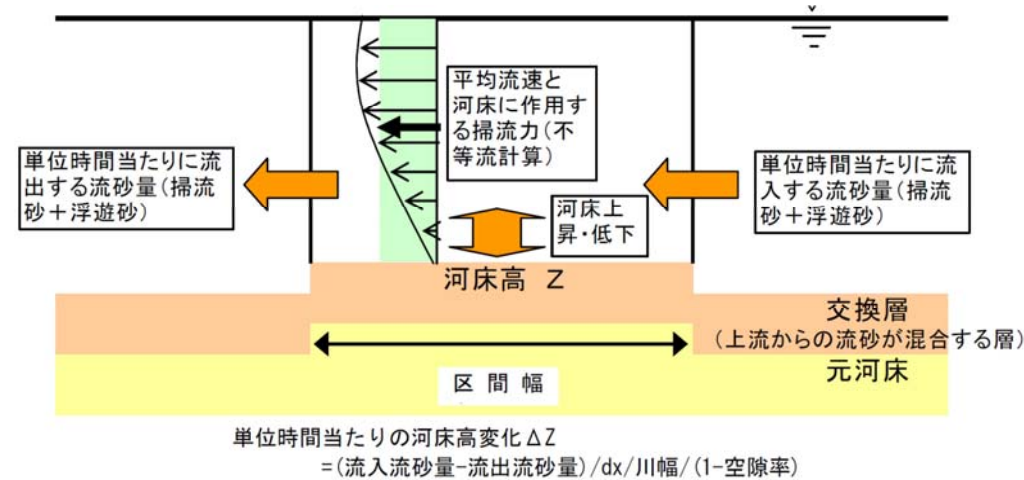 平均流速と
河床に作用す
る掃流力(不
等流計算)
単位時間当たりに流
出する流砂量(掃流
砂+浮遊砂)
単位時間当たりに流
入する流砂量(掃流
砂+浮遊砂)
河床上
昇・低下
河床高 Z
交換層
(上流からの流砂が混合する層)
元河床
区間幅
単位時間当たりの河床高変化ΔZ
=(流入流砂量-流出流砂量)/dx/川幅/(1-空隙率)